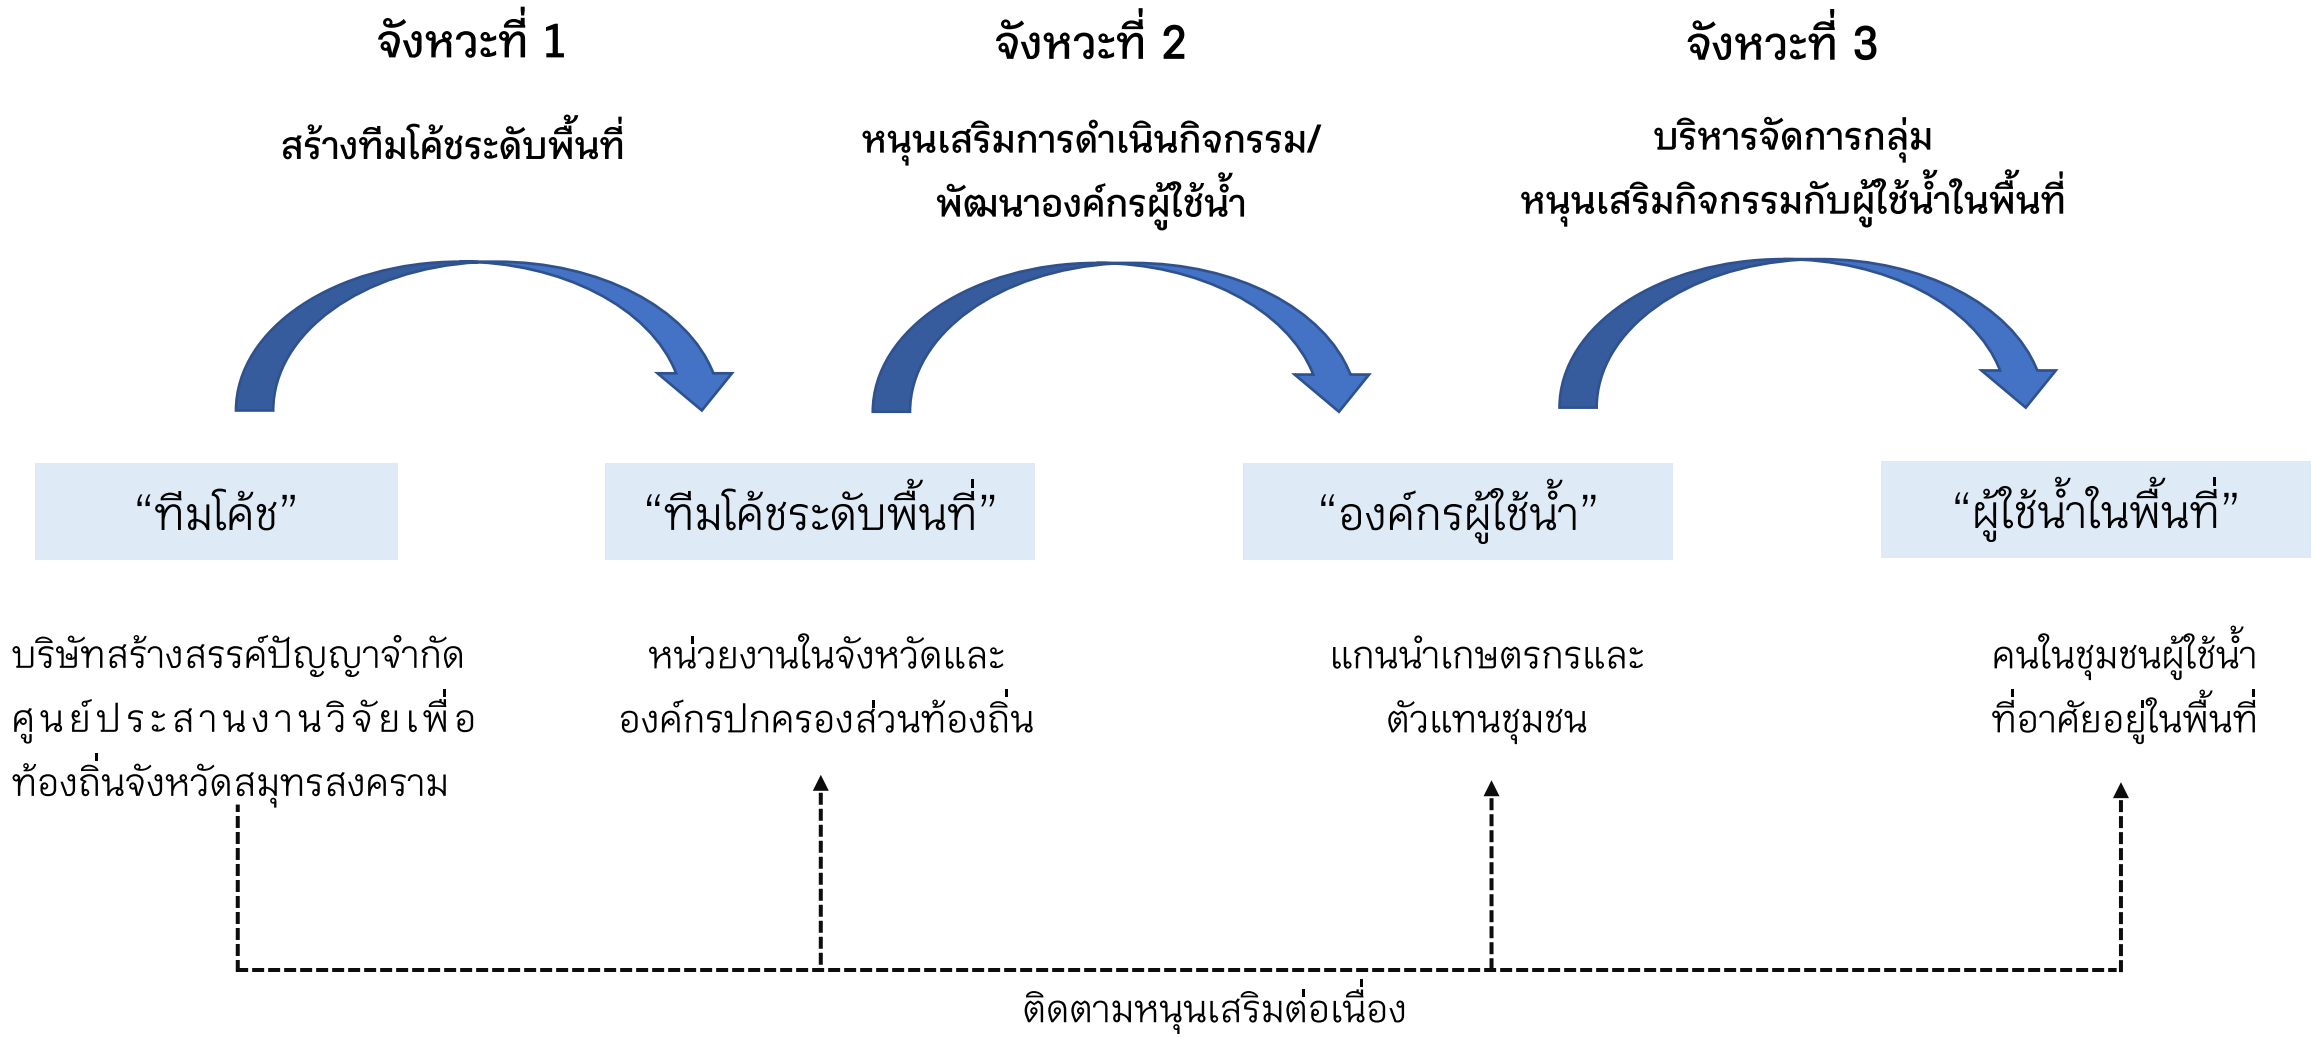 จังหวะที่ 1
สร้างทีมโค้ชระดับพื้นที่
จังหวะที่ 2
หนุนเสริมการดำเนินกิจกรรม/
พัฒนาองค์กรผู้ใช้น้ำ
จังหวะที่ 3
บริหารจัดการกลุ่ม
หนุนเสริมกิจกรรมกับผู้ใช้น้ำในพื้นที่
“ทีมโค้ช”
บริษัทสร้างสรรค์ปัญญาจำกัด
ศูนย์ประสานงานวิจัยเพื่อ
ท้องถิ่นจังหวัดสมุทรสงคราม
“ทีมโค้ชระดับพื้นที่”
หน่วยงานในจังหวัดและ
องค์กรปกครองส่วนท้องถิ่น
“องค์กรผู้ใช้น้ำ”
แกนนำเกษตรกรและ
ตัวแทนชุมชน
“ผู้ใช้น้ำในพื้นที่”
คนในชุมชนผู้ใช้น้ำ
ที่อาศัยอยู่ในพื้นที่
ติดตามหนุนเสริมต่อเนื่อง